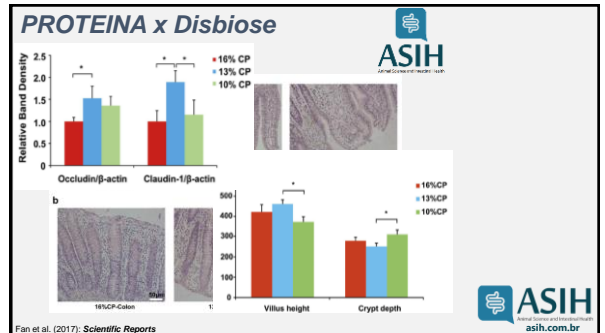 PROTEINA x Disbiose
ASIH
Animal Science and Intestinal Health
Relative Band Density
2.5
2.0
1.5
1.0
0.5
0
* 
* *
16% CP
13% CP
10% CP
Occludin/β-actin
Claudin-1/β-actin
b
50μm
16%CP-Colon
1
500
400
300
200
100
0
*
*
16%CP
13%CP
10%CP
Villus height
Crypt depth
ASIH
Animal Science and Intestinal Health
asih.com.br
Fan et al. (2017): Scientific Reports